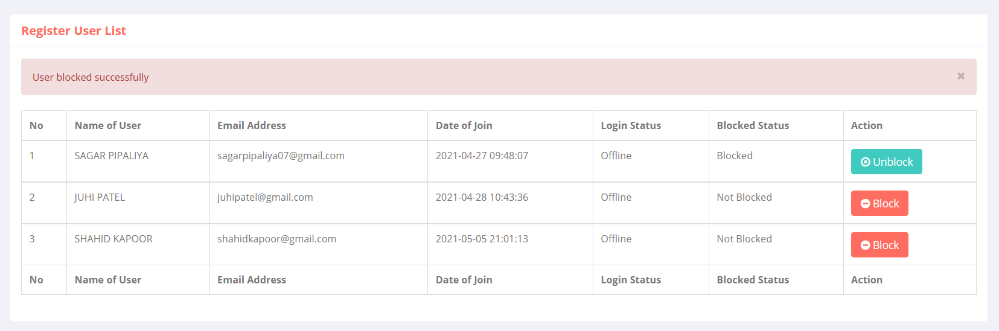 Register User List
User blocked successfully ×
No Name of User Email Address Date of Join Login Status Blocked Status Action
1 SAGAR PIPALIYA sagarpipaliya07@gmail.com 2021-04-27 09:48:07 Offline Blocked Unblock
2 JUHI PATEL juhipatel@gmail.com 2021-04-28 10:43:36 Offline Not Blocked Block
3 SHAHID KAPOOR shahidkapoor@gmail.com 2021-05-05 21:01:13 Offline Not Blocked Block
No Name of User Email Address Date of Join Login Status Blocked Status Action